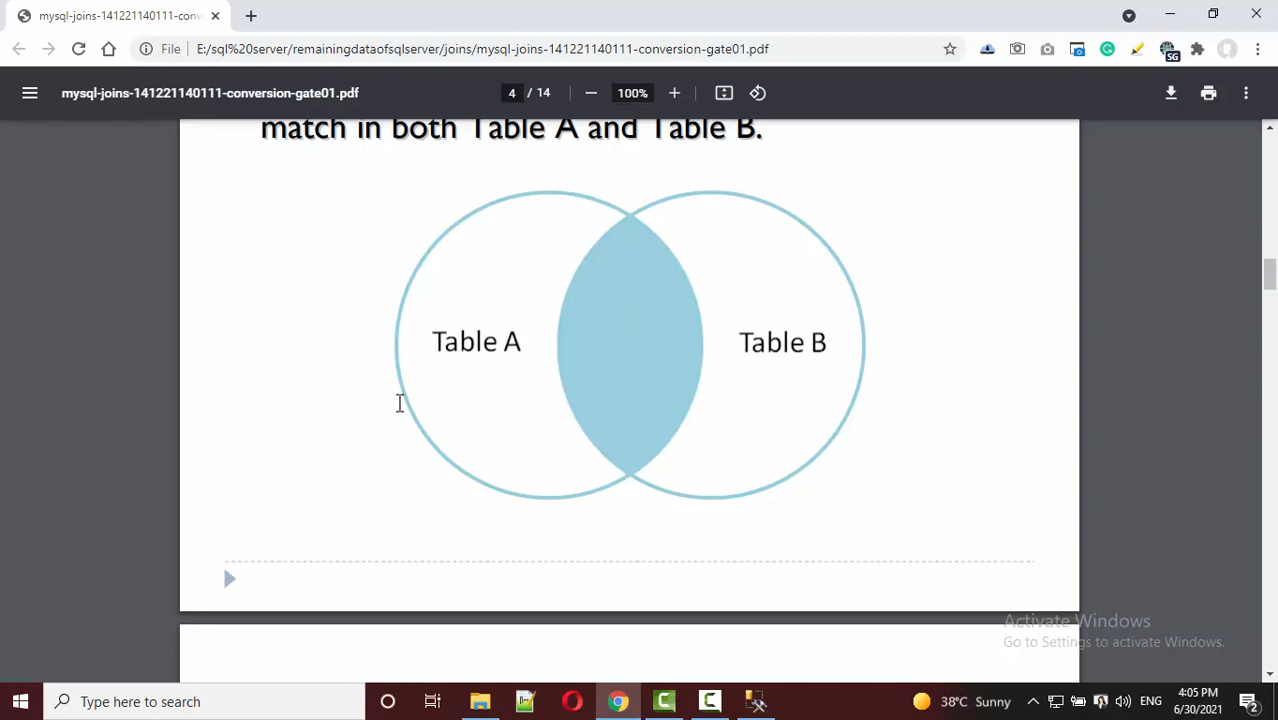 mysql-joins-141221140111-conv
File
E:/sql%20server/remainingdataofsqlserver/joins/mysql-joins-141221140111-conversion-gate01.pdf
SG
mysql-joins-141221140111-conversion-gate01.pdf
4 / 14
100%
match in both Table A and Table B.
Table A
Table B
Activate Windows
Go to Settings to activate Windows.
Type here to search
38°C Sunny
ENG
4:05 PM
6/30/2021
2